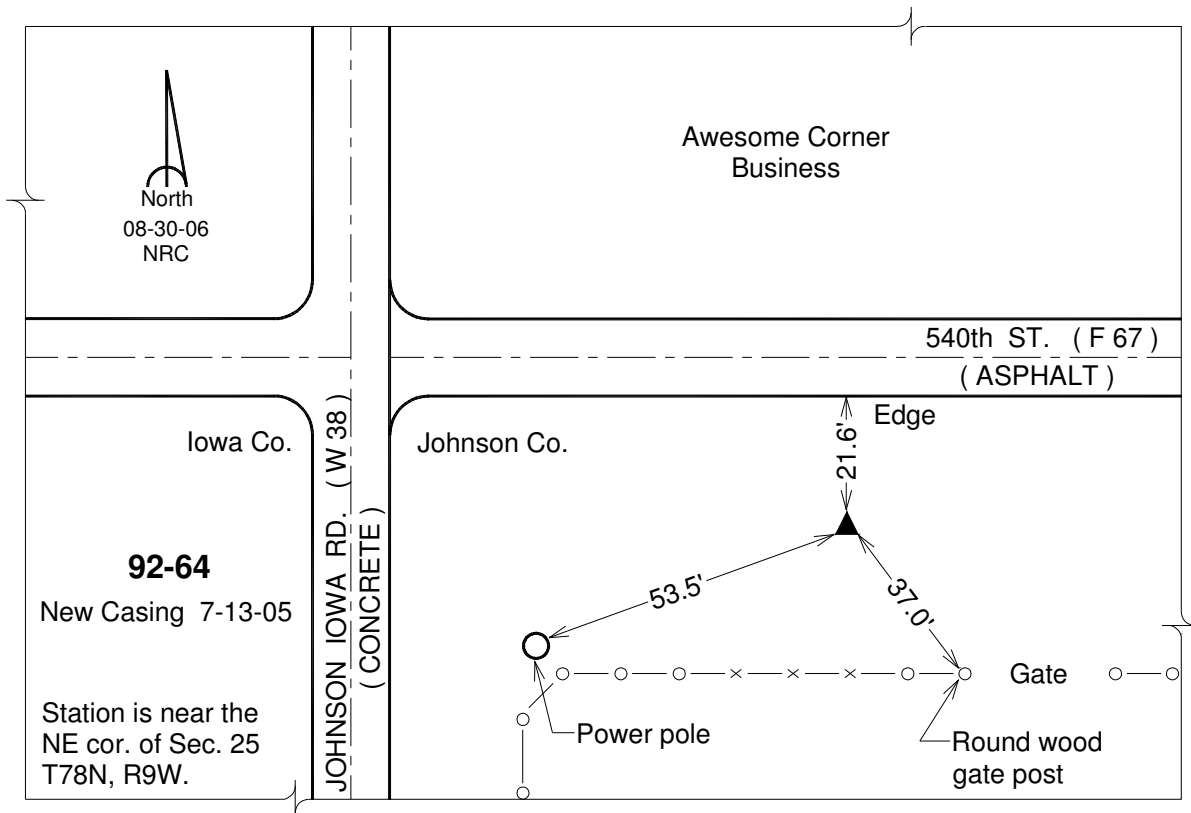 North
08-30-06
NRC
Awesome Corner
Business
540th ST. ( F 67 )
( ASPHALT )
Edge
Iowa Co.
JOHNSON IOWA RD. ( W 38 )
( CONCRETE )
Johnson Co.
21.6'
92-64
New Casing 7-13-05
53.5'
37.0'
Gate
Station is near the
NE cor. of Sec. 25
T78N, R9W.
Power pole
Round wood
gate post